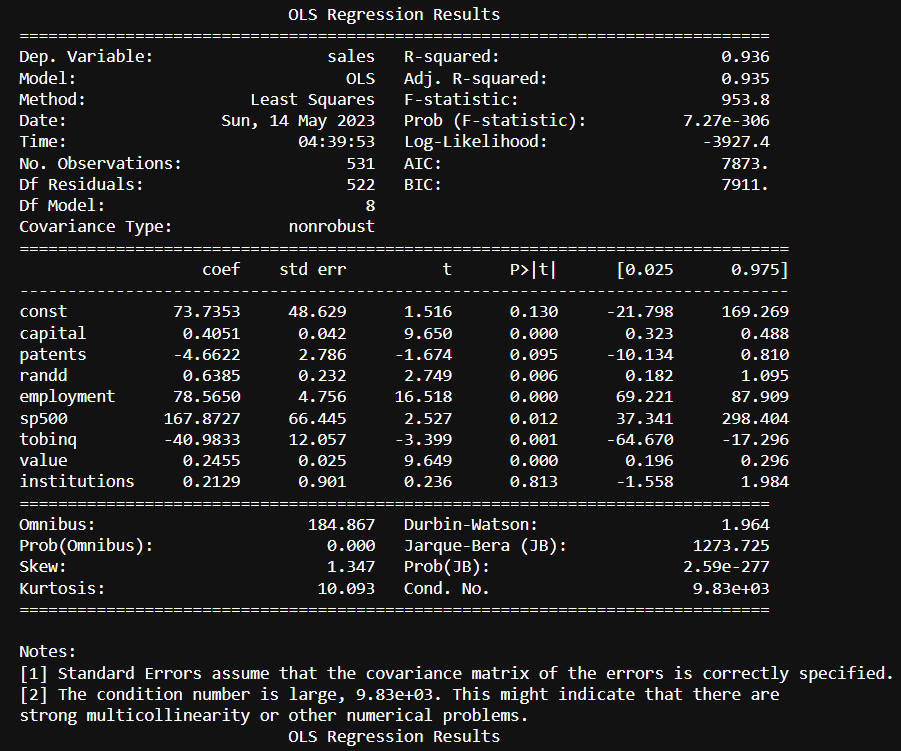 OLS Regression Results
==============================================================================
Dep. Variable:                  sales   R-squared:                       0.936
Model:                            OLS   Adj. R-squared:                  0.935
Method:                 Least Squares   F-statistic:                     953.8
Date:                Sun, 14 May 2023   Prob (F-statistic):          7.27e-306
Time:                        04:39:53   Log-Likelihood:                -3927.4
No. Observations:                 531   AIC:                             7873.
Df Residuals:                     522   BIC:                             7911.
Df Model:                           8
Covariance Type:            nonrobust
================================================================================
                   coef    std err          t      P>|t|      [0.025      0.975]
--------------------------------------------------------------------------------
const           73.7353     48.629      1.516      0.130     -21.798     169.269
capital          0.4051      0.042      9.650      0.000       0.323       0.488
patents         -4.6622      2.786     -1.674      0.095     -10.134       0.810
randd            0.6385      0.232      2.749      0.006       0.182       1.095
employment      78.5650      4.756     16.518      0.000      69.221      87.909
sp500          167.8727     66.445      2.527      0.012      37.341     298.404
tobinq         -40.9833     12.057     -3.399      0.001     -64.670     -17.296
value            0.2455      0.025      9.649      0.000       0.196       0.296
institutions     0.2129      0.901      0.236      0.813      -1.558       1.984
==============================================================================
Omnibus:                      184.867   Durbin-Watson:                   1.964
Prob(Omnibus):                  0.000   Jarque-Bera (JB):             1273.725
Skew:                           1.347   Prob(JB):                    2.59e-277
Kurtosis:                      10.093   Cond. No.                     9.83e+03
==============================================================================

Notes:
[1] Standard Errors assume that the covariance matrix of the errors is correctly specified.
[2] The condition number is large, 9.83e+03. This might indicate that there are
strong multicollinearity or other numerical problems.
                            OLS Regression Results